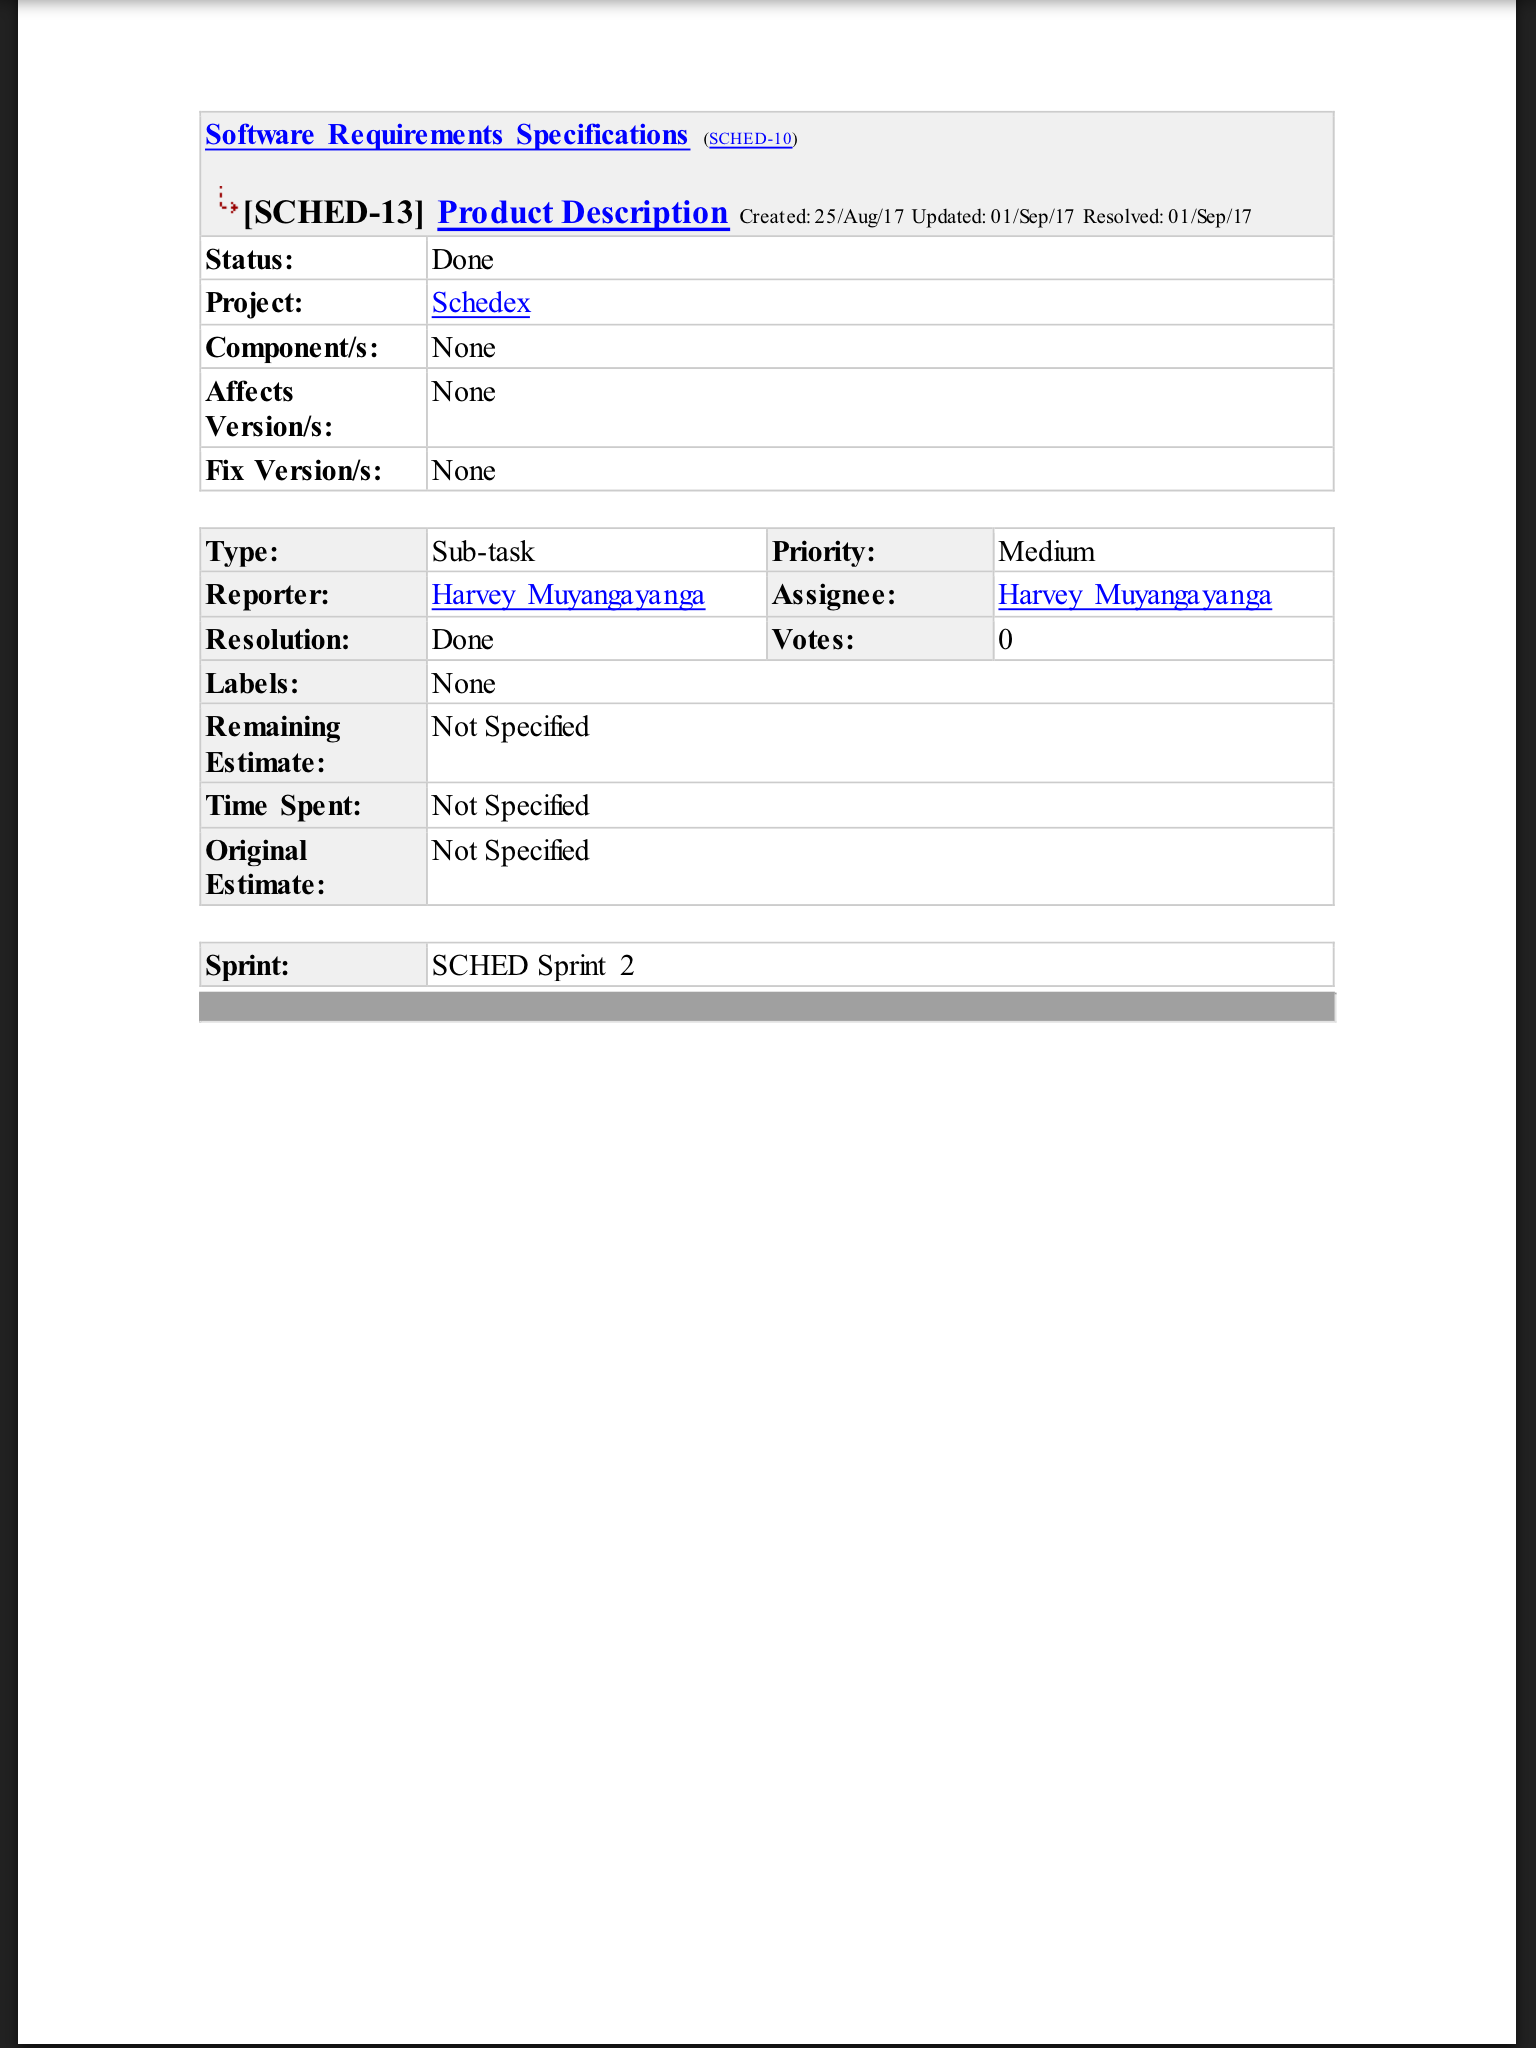 Software Requirements Specifications (SCHED-10)
[SCHED-13] Product Description Created: 25/Aug/17 Updated: 01/Sep/17 Resolved: 01/Sep/17
Status: Done
Project: Schedex
Component/s: None
Affects None
Version/s:
Fix Version/s: None
Type: Sub-task Priority: Medium
Reporter: Harvey Muyangayanga Assignee: Harvey Muyangayanga
Resolution: Done Votes: 0
Labels: None
Remaining Not Specified
Estimate:
Time Spent: Not Specified
Original Not Specified
Estimate:
Sprint: SCHED Sprint 2